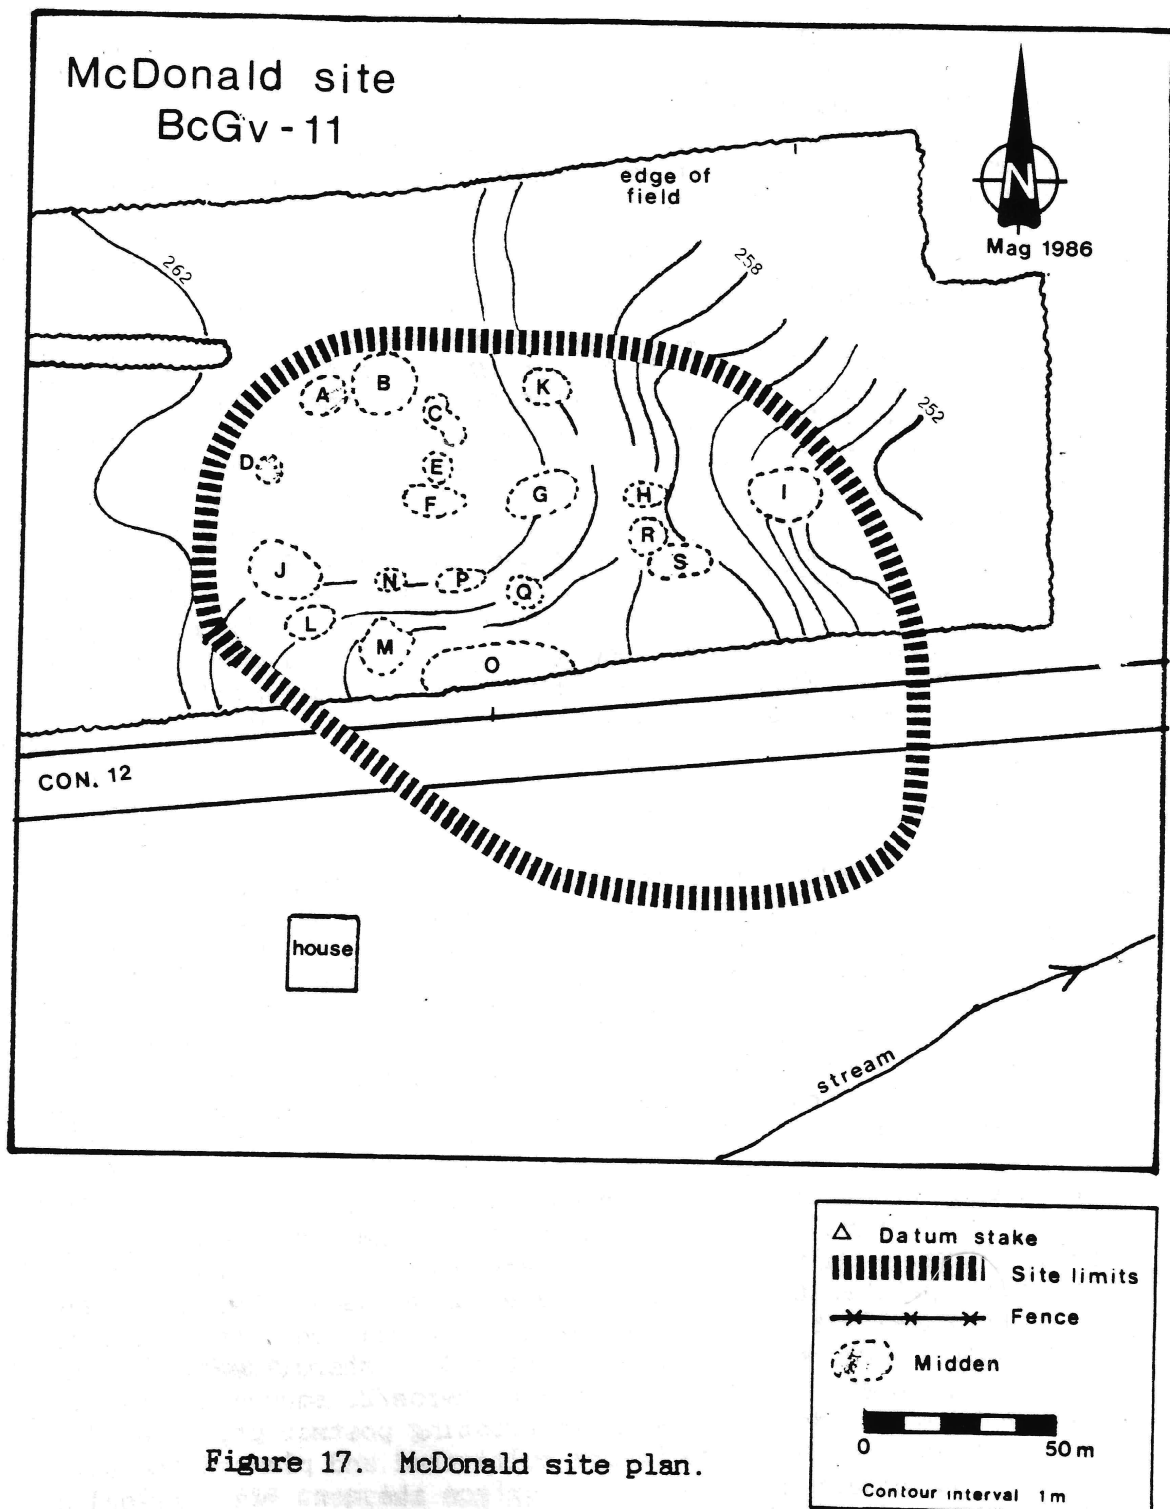 McDonald site
BcGv - 11
edge of
field
N
Mag 1986
262
258
252
A
B
C
K
D
E
F
G
H
I
R
S
J
N
P
Q
L
M
O
CON. 12
house
stream
Datum stake
Site limits
Fence
Midden
0
50 m
Contour interval 1 m
Figure 17. McDonald site plan.